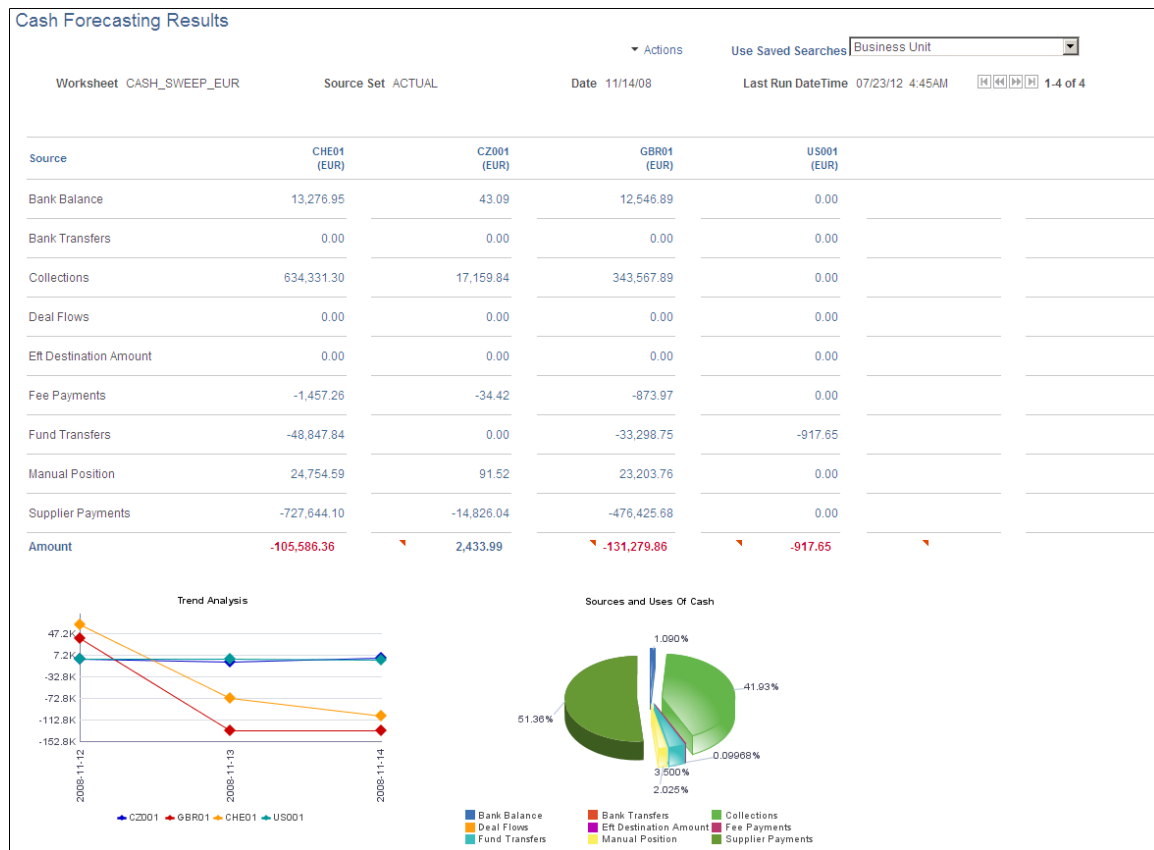 Cash Forecasting Results
Actions Use Saved Searches Business Unit
Worksheet CASH_SWEEP_EUR Source Set ACTUAL Date 11/14/08 Last Run DateTime 07/23/12 4:45AM 1-4 of 4
Source CHE01 (EUR) CZ001 (EUR) GBR01 (EUR) US001 (EUR)
Bank Balance 13,276.95 43.09 12,546.89 0.00
Bank Transfers 0.00 0.00 0.00 0.00
Collections 634,331.30 17,159.84 343,567.89 0.00
Deal Flows 0.00 0.00 0.00 0.00
Eft Destination Amount 0.00 0.00 0.00 0.00
Fee Payments -1,457.26 -34.42 -873.97 0.00
Fund Transfers -48,847.84 0.00 -33,298.75 -917.65
Manual Position 24,754.59 91.52 23,203.76 0.00
Supplier Payments -727,644.10 -14,826.04 -476,425.68 0.00
Amount -105,586.36 2,433.99 -131,279.86 -917.65
Trend Analysis
47.2K
7.2K
-32.8K
-72.8K
-112.8K
-152.8K
2008-11-12 2008-11-13 2008-11-14
CZ001 GBR01 CHE01 US001
Sources and Uses Of Cash
1.090%
41.93%
51.36%
0.09968%
3.500%
2.025%
Bank Balance Bank Transfers Collections
Deal Flows Eft Destination Amount Fee Payments
Fund Transfers Manual Position Supplier Payments